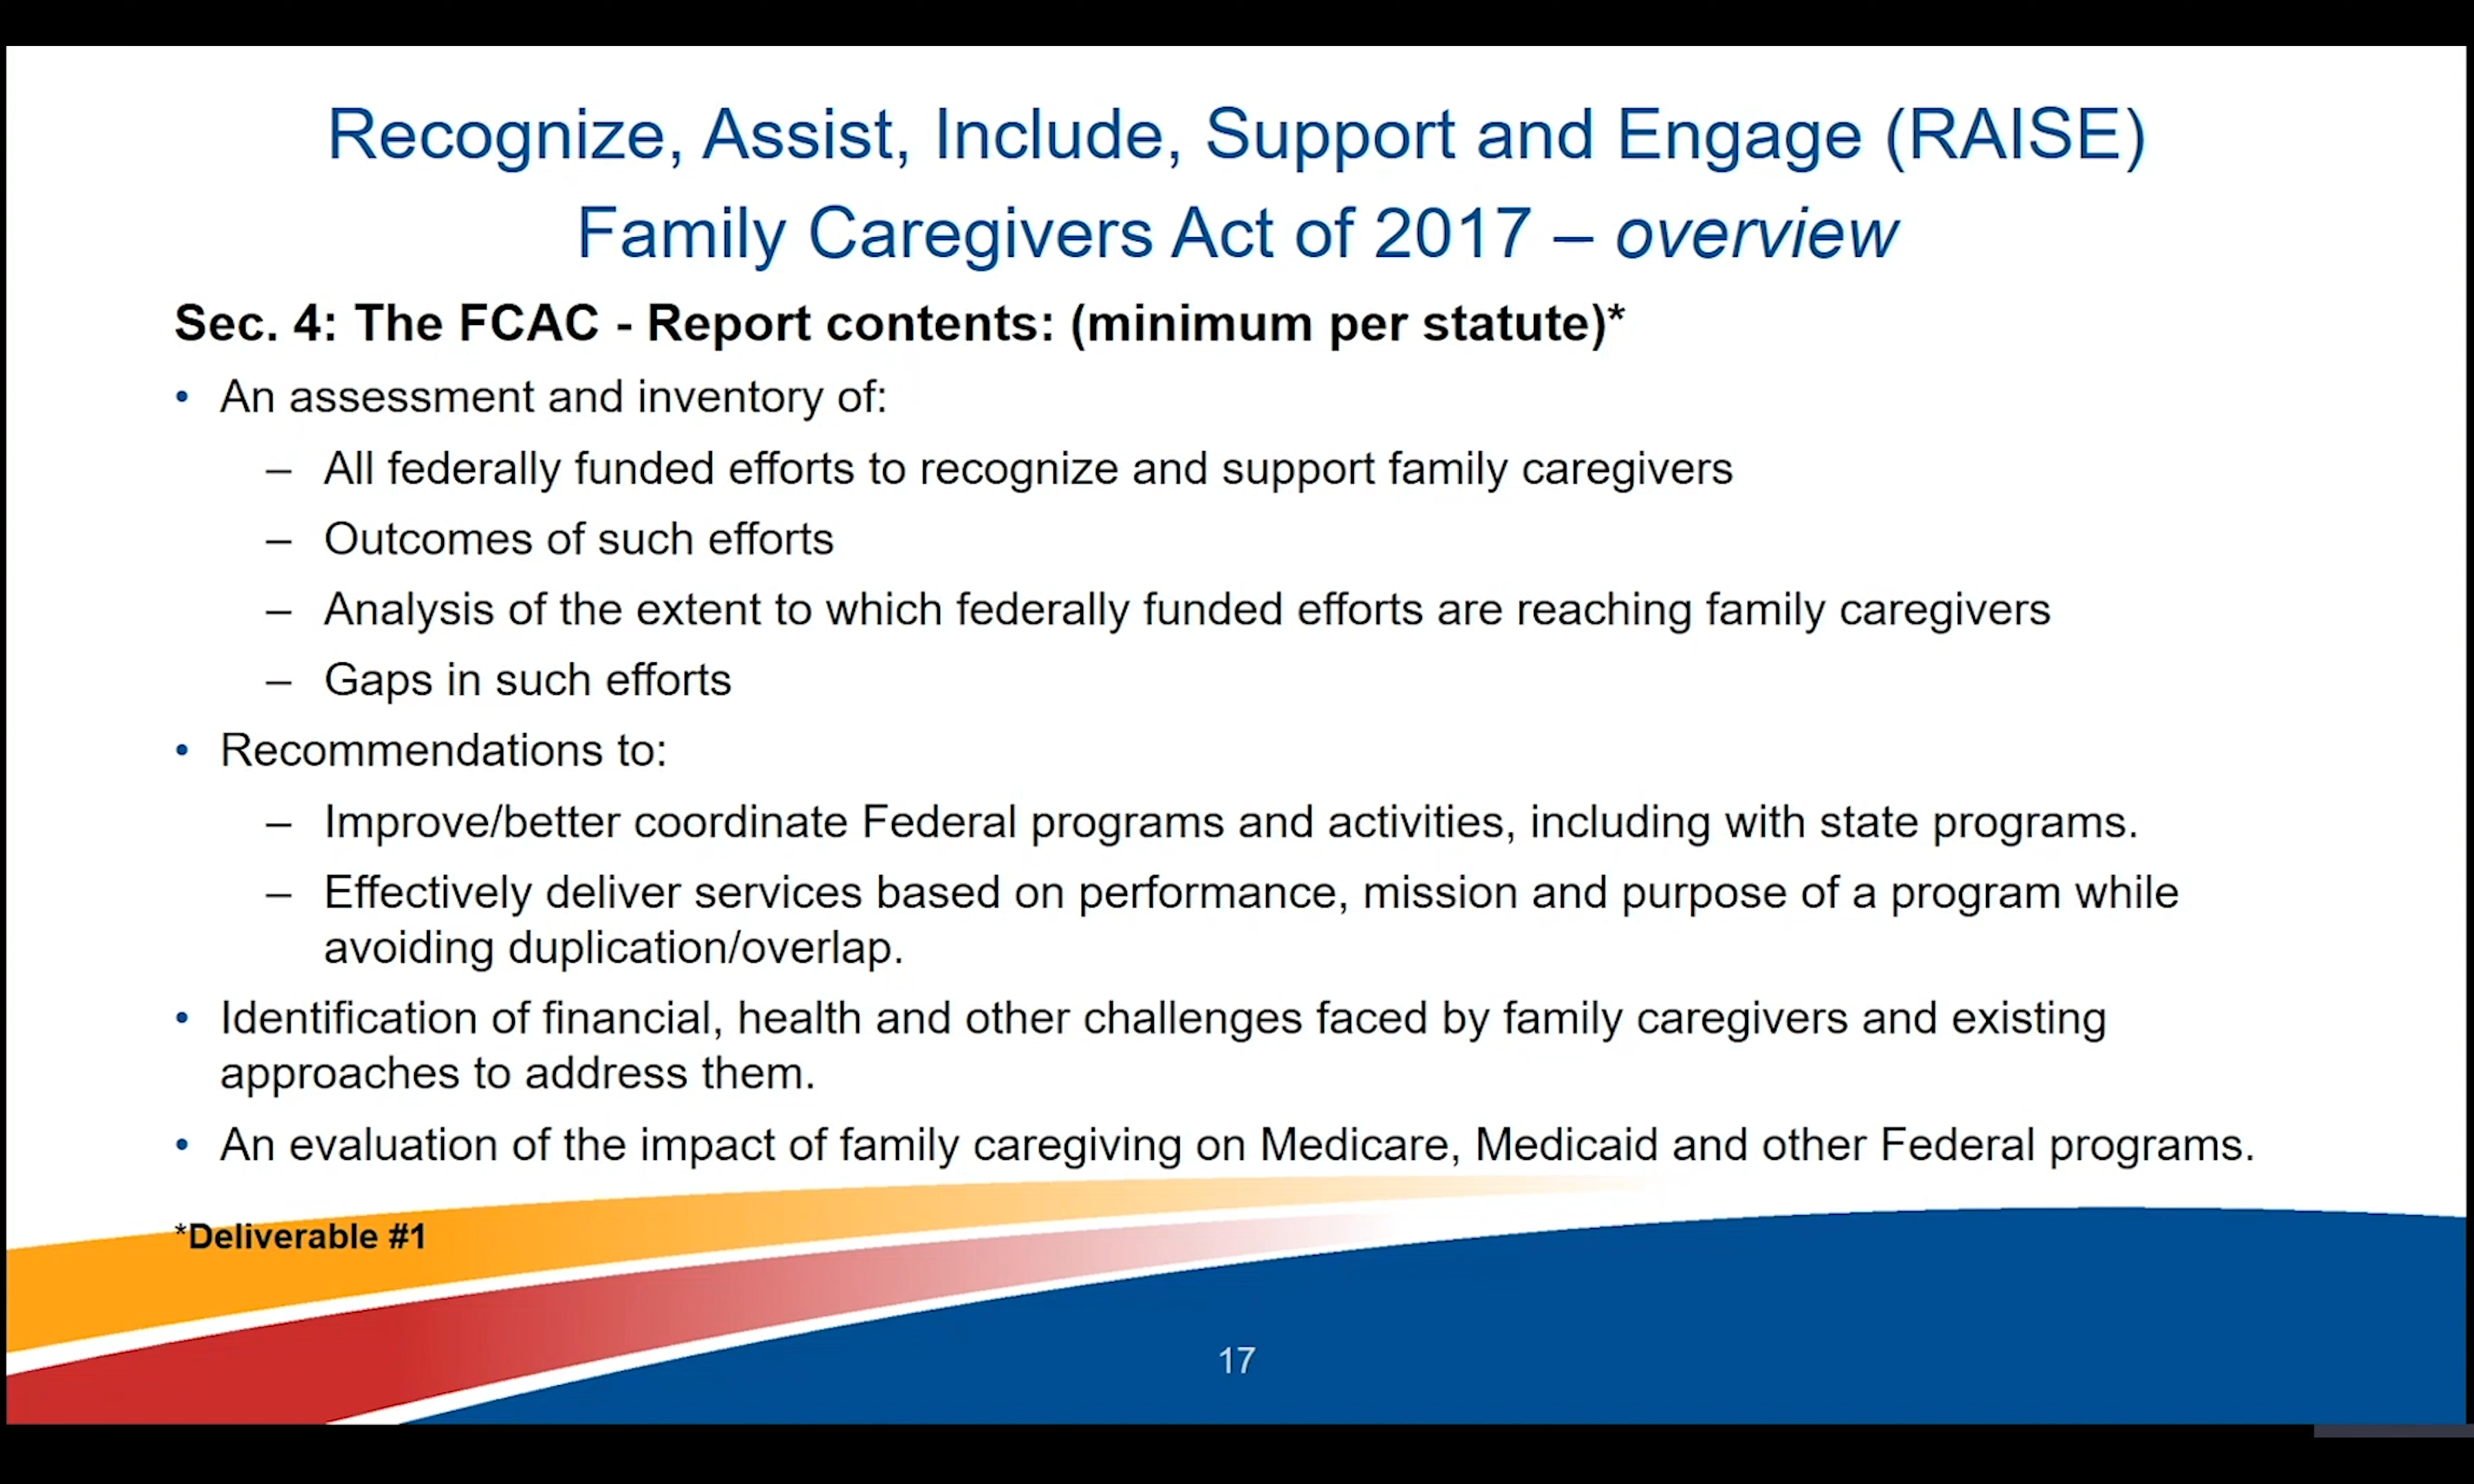 Recognize, Assist, Include, Support and Engage (RAISE)
Family Caregivers Act of 2017 – overview
Sec. 4: The FCAC - Report contents: (minimum per statute)*
• An assessment and inventory of:
– All federally funded efforts to recognize and support family caregivers
– Outcomes of such efforts
– Analysis of the extent to which federally funded efforts are reaching family caregivers
– Gaps in such efforts
• Recommendations to:
– Improve/better coordinate Federal programs and activities, including with state programs.
– Effectively deliver services based on performance, mission and purpose of a program while
avoiding duplication/overlap.
• Identification of financial, health and other challenges faced by family caregivers and existing
approaches to address them.
• An evaluation of the impact of family caregiving on Medicare, Medicaid and other Federal programs.
*Deliverable #1
17